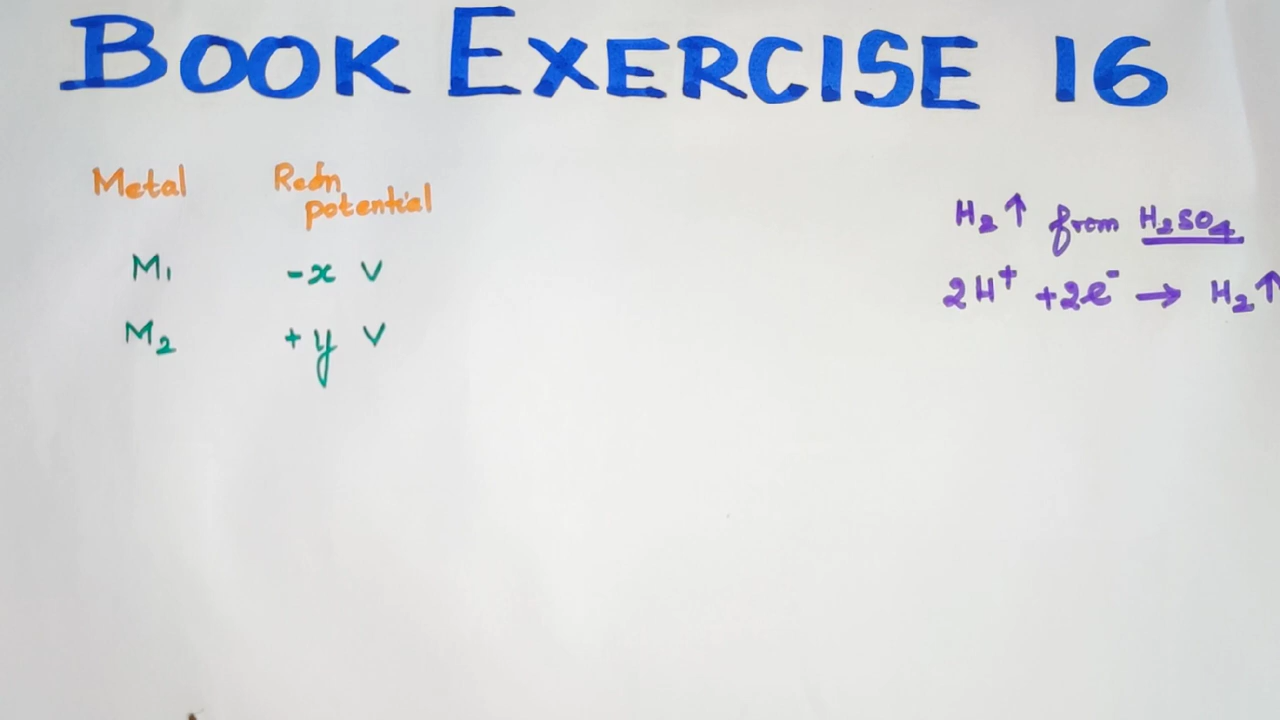 BOOK EXERCISE 16
Metal Redn potential
M₁ -x V
M₂ +y V
H₂↑ from H₂SO₄
2H⁺ +2e⁻ → H₂↑